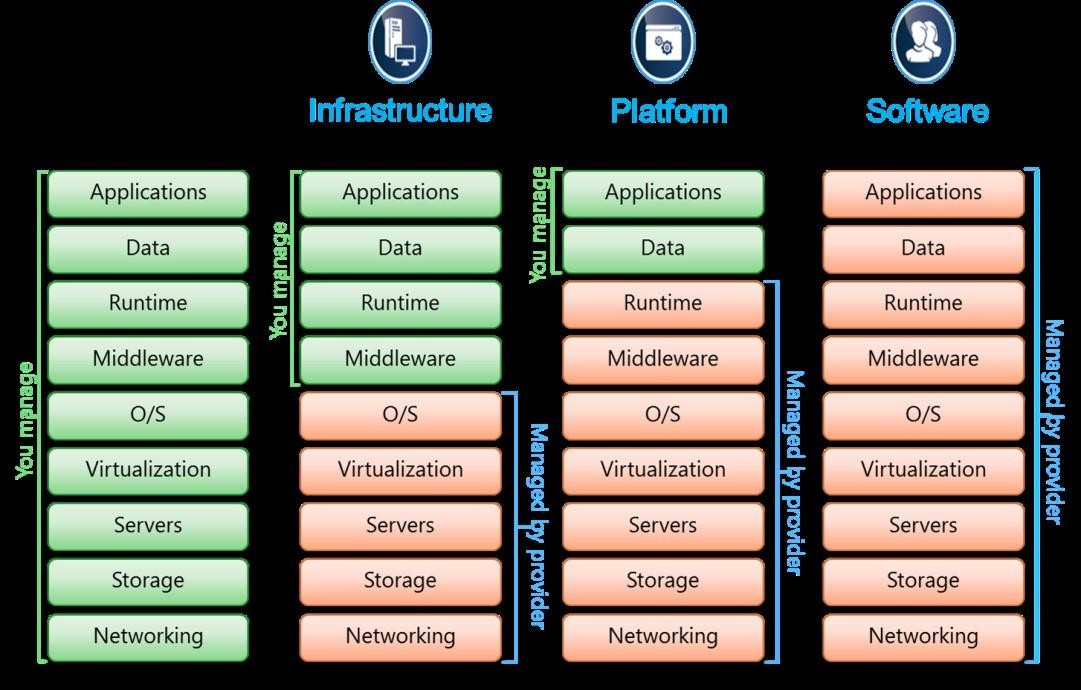 Infrastructure
Platform
Software
You manage
Applications
Data
Runtime
Middleware
O/S
Virtualization
Servers
Storage
Networking
You manage
Applications
Data
Runtime
Middleware
O/S
Virtualization
Servers
Storage
Networking
Managed by provider
You manage
Applications
Data
Runtime
Middleware
O/S
Virtualization
Servers
Storage
Networking
Managed by provider
Applications
Data
Runtime
Middleware
O/S
Virtualization
Servers
Storage
Networking
Managed by provider